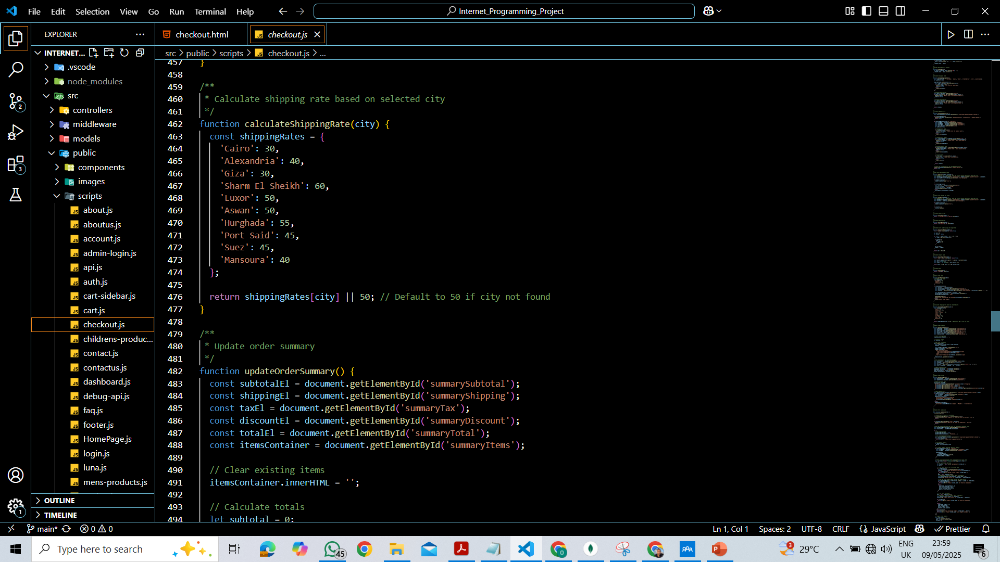 File Edit Selection View Go Run Terminal Help
Internet_Programming_Project
EXPLORER
INTERNET...
.vscode
node_modules
src
controllers
middleware
models
public
components
images
scripts
about.js
aboutus.js
account.js
admin-login.js
api.js
auth.js
cart-sidebar.js
cart.js
checkout.js
childrens-produc...
contact.js
contactus.js
dashboard.js
debug-api.js
faq.js
footer.js
HomePage.js
login.js
luna.js
mens-products.js
OUTLINE
TIMELINE
2
3
1
checkout.html
JS checkout.js
src > public > scripts > JS checkout.js > ...
457 }
458
459 /**
460 * Calculate shipping rate based on selected city
461 */
462 function calculateShippingRate(city) {
463 const shippingRates = {
464 'Cairo': 30,
465 'Alexandria': 40,
466 'Giza': 30,
467 'Sharm El Sheikh': 60,
468 'Luxor': 50,
469 'Aswan': 50,
470 'Hurghada': 55,
471 'Port Said': 45,
472 'Suez': 45,
473 'Mansoura': 40
474 };
475
476 return shippingRates[city] || 50; // Default to 50 if city not found
477 }
478
479 /**
480 * Update order summary
481 */
482 function updateOrderSummary() {
483 const subtotalEl = document.getElementById('summarySubtotal');
484 const shippingEl = document.getElementById('summaryShipping');
485 const taxEl = document.getElementById('summaryTax');
486 const discountEl = document.getElementById('summaryDiscount');
487 const totalEl = document.getElementById('summaryTotal');
488 const itemsContainer = document.getElementById('summaryItems');
489
490 // Clear existing items
491 itemsContainer.innerHTML = '';
492
493 // Calculate totals
494 let subtotal = 0;
main* 0 0
Ln 1, Col 1 Spaces: 2 UTF-8 CRLF JavaScript Prettier
Type here to search
45
3
29°C
ENG
UK
23:59
09/05/2025
6